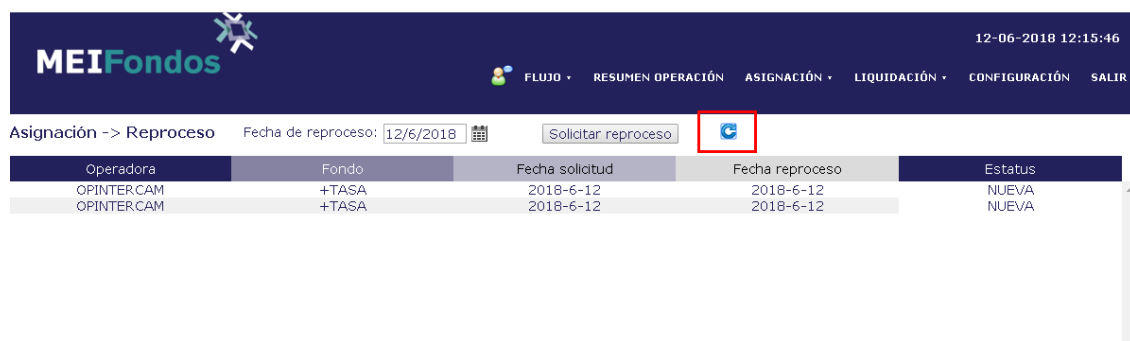 12-06-2018 12:15:46
MEIFondos
FLUJO RESUMEN OPERACIÓN ASIGNACIÓN LIQUIDACIÓN CONFIGURACIÓN SALIR
Asignación -> Reproceso Fecha de reproceso: 12/6/2018 Solicitar reproceso
Operadora Fondo Fecha solicitud Fecha reproceso Estatus
OPINTERCAM +TASA 2018-6-12 2018-6-12 NUEVA
OPINTERCAM +TASA 2018-6-12 2018-6-12 NUEVA